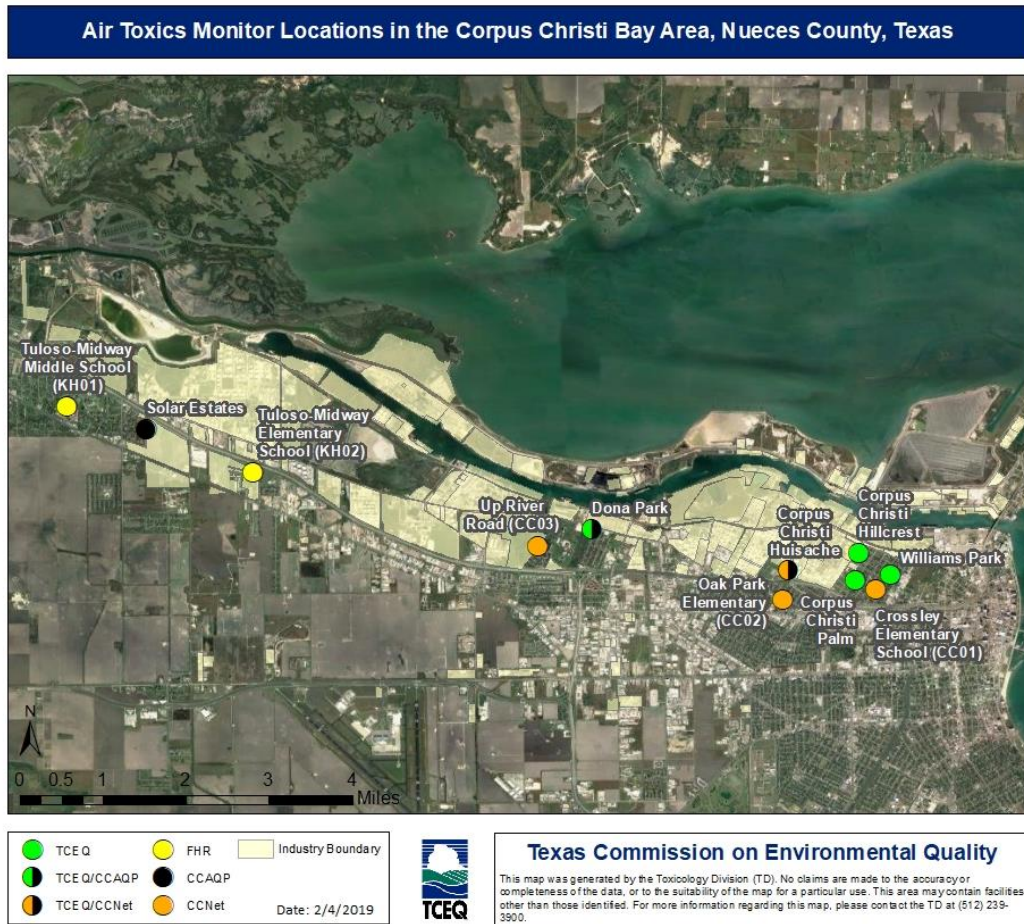 Air Toxics Monitor Locations in the Corpus Christi Bay Area, Nueces County, Texas
Tuloso-Midway
Middle School
(KH01)
Solar Estates
Tuloso-Midway
Elementary
School (KH02)
Up River
Road (CC03)
Dona Park
Corpus
Christi
Huisache
Corpus
Christi
Hillcrest
Williams Park
Oak Park
Elementary
(CC02)
Corpus
Christi
Palm
Crossley
Elementary
School (CC01)
N
0 0.5 1 2 3 4
Miles
TCEQ
FHR
Industry Boundary
TCEQ/CCAQP
CCAQP
TCEQ/CCNet
CCNet
Date: 2/4/2019
TCEQ
Texas Commission on Environmental Quality
This map was generated by the Toxicology Division (TD). No claims are made to the accuracy or
completeness of the data, or to the suitability of the map for a particular use. This area may contain facilities
other than those identified. For more information regarding this map, please contact the TD at (512) 239-
3900.